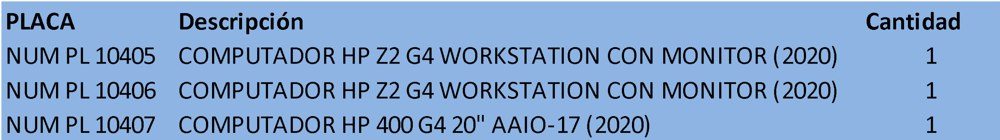 PLACA Descripción Cantidad
NUM PL 10405 COMPUTADOR HP Z2 G4 WORKSTATION CON MONITOR (2020) 1
NUM PL 10406 COMPUTADOR HP Z2 G4 WORKSTATION CON MONITOR (2020) 1
NUM PL 10407 COMPUTADOR HP 400 G4 20" AAIO-17 (2020) 1